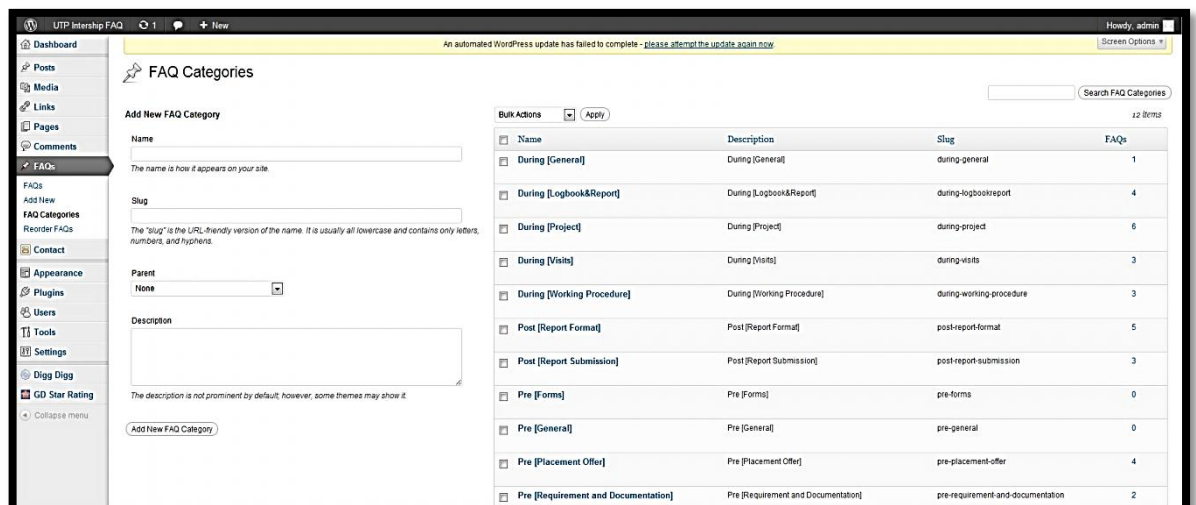 UTP Intership FAQ 1 + New Howdy, admin
An automated WordPress update has failed to complete - please attempt the update again now.
Screen Options
Dashboard
Posts
Media
Links
Pages
Comments
FAQs
FAQs
Add New
FAQ Categories
Reorder FAQs
Contact
Appearance
Plugins
Users
Tools
Settings
Digg Digg
GD Star Rating
Collapse menu
FAQ Categories
Search FAQ Categories
Add New FAQ Category
Name
The name is how it appears on your site.
Slug
The "slug" is the URL-friendly version of the name. It is usually all lowercase and contains only letters,
numbers, and hyphens.
Parent
None
Description
The description is not prominent by default; however, some themes may show it.
Add New FAQ Category
Bulk Actions Apply 12 items
Name Description Slug FAQs
During [General] During [General] during-general 1
During [Logbook&Report] During [Logbook&Report] during-logbookreport 4
During [Project] During [Project] during-project 6
During [Visits] During [Visits] during-visits 3
During [Working Procedure] During [Working Procedure] during-working-procedure 3
Post [Report Format] Post [Report Format] post-report-format 5
Post [Report Submission] Post [Report Submission] post-report-submission 3
Pre [Forms] Pre [Forms] pre-forms 0
Pre [General] Pre [General] pre-general 0
Pre [Placement Offer] Pre [Placement Offer] pre-placement-offer 4
Pre [Requirement and Documentation] Pre [Requirement and Documentation] pre-requirement-and-documentation 2